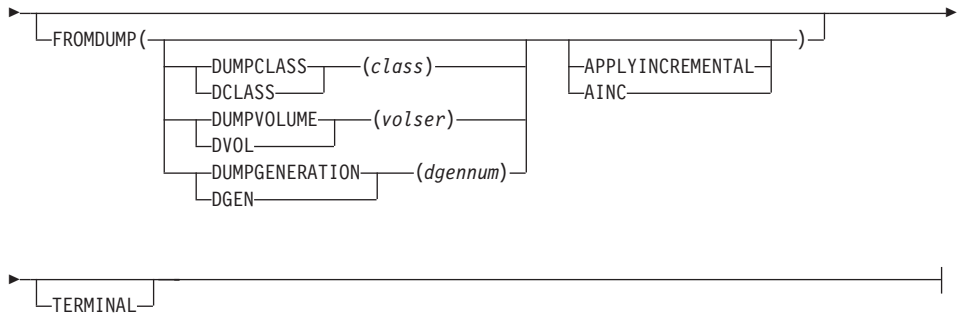 FROMDUMP( )
DUMPCLASS (class) APPLYINCREMENTAL
DCLASS AINC
DUMPVOLUME (volser)
DVOL
DUMPGENERATION (dgennum)
DGEN
TERMINAL